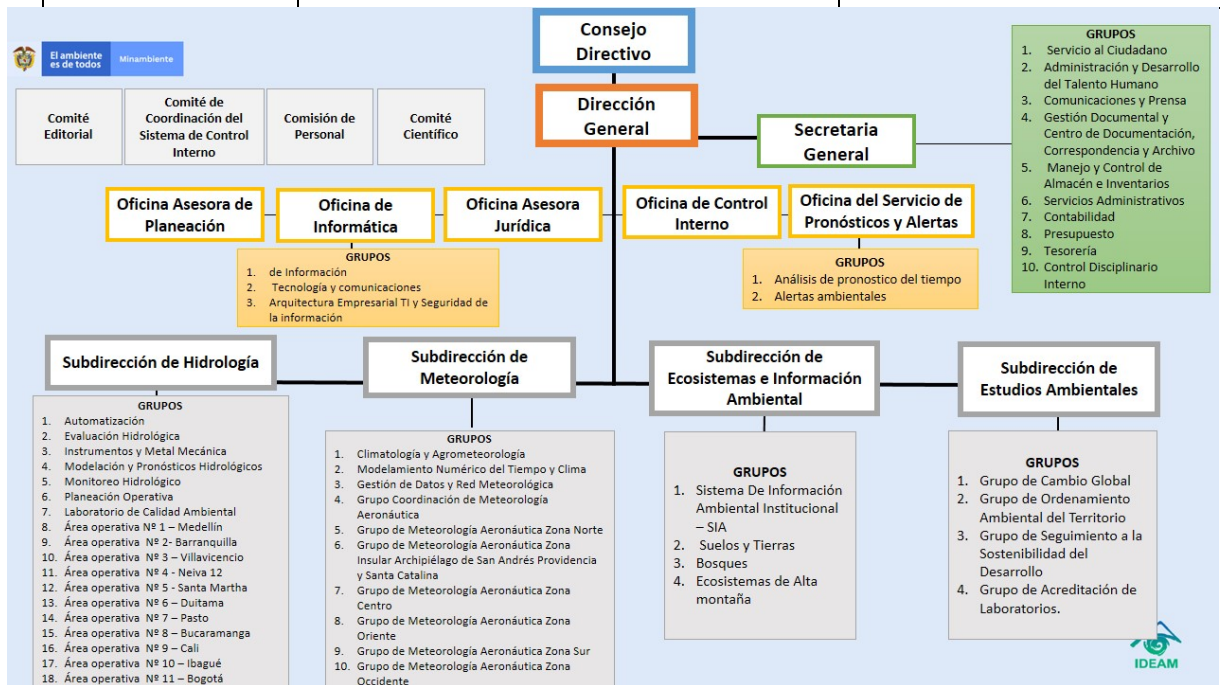 El ambiente
es de todos
Minambiente
Consejo
Directivo
Dirección
General
Secretaria
General
Comité
Editorial
Comité de
Coordinación del
Sistema de Control
Interno
Comisión de
Personal
Comité
Científico
GRUPOS
1. Servicio al Ciudadano
2. Administración y Desarrollo
del Talento Humano
3. Comunicaciones y Prensa
4. Gestión Documental y
Centro de Documentación,
Correspondencia y Archivo
5. Manejo y Control de
Almacén e Inventarios
6. Servicios Administrativos
7. Contabilidad
8. Presupuesto
9. Tesorería
10. Control Disciplinario
Interno
Oficina Asesora de
Planeación
Oficina de
Informática
Oficina Asesora
Jurídica
Oficina de Control
Interno
Oficina del Servicio de
Pronósticos y Alertas
GRUPOS
1. de Información
2. Tecnología y comunicaciones
3. Arquitectura Empresarial TI y Seguridad de
la información
GRUPOS
1. Análisis de pronostico del tiempo
2. Alertas ambientales
Subdirección de Hidrología
Subdirección de
Meteorología
Subdirección de
Ecosistemas e Información
Ambiental
Subdirección de
Estudios Ambientales
GRUPOS
1. Automatización
2. Evaluación Hidrológica
3. Instrumentos y Metal Mecánica
4. Modelación y Pronósticos Hidrológicos
5. Monitoreo Hidrológico
6. Planeación Operativa
7. Laboratorio de Calidad Ambiental
8. Área operativa Nº 1 – Medellín
9. Área operativa Nº 2- Barranquilla
10. Área operativa Nº 3 – Villavicencio
11. Área operativa Nº 4 - Neiva 12
12. Área operativa Nº 5 - Santa Martha
13. Área operativa Nº 6 – Duitama
14. Área operativa Nº 7 – Pasto
15. Área operativa Nº 8 – Bucaramanga
16. Área operativa Nº 9 – Cali
17. Área operativa Nº 10 – Ibagué
18. Área operativa Nº 11 – Bogotá
GRUPOS
1. Climatología y Agrometeorología
2. Modelamiento Numérico del Tiempo y Clima
3. Gestión de Datos y Red Meteorológica
4. Grupo Coordinación de Meteorología
Aeronáutica
5. Grupo de Meteorología Aeronáutica Zona Norte
6. Grupo de Meteorología Aeronáutica Zona
Insular Archipiélago de San Andrés Providencia
y Santa Catalina
7. Grupo de Meteorología Aeronáutica Zona
Centro
8. Grupo de Meteorología Aeronáutica Zona
Oriente
9. Grupo de Meteorología Aeronáutica Zona Sur
10. Grupo de Meteorología Aeronáutica Zona
Occidente
GRUPOS
1. Sistema De Información
Ambiental Institucional
– SIA
2. Suelos y Tierras
3. Bosques
4. Ecosistemas de Alta
montaña
GRUPOS
1. Grupo de Cambio Global
2. Grupo de Ordenamiento
Ambiental del Territorio
3. Grupo de Seguimiento a la
Sostenibilidad del
Desarrollo
4. Grupo de Acreditación de
Laboratorios.
IDEAM